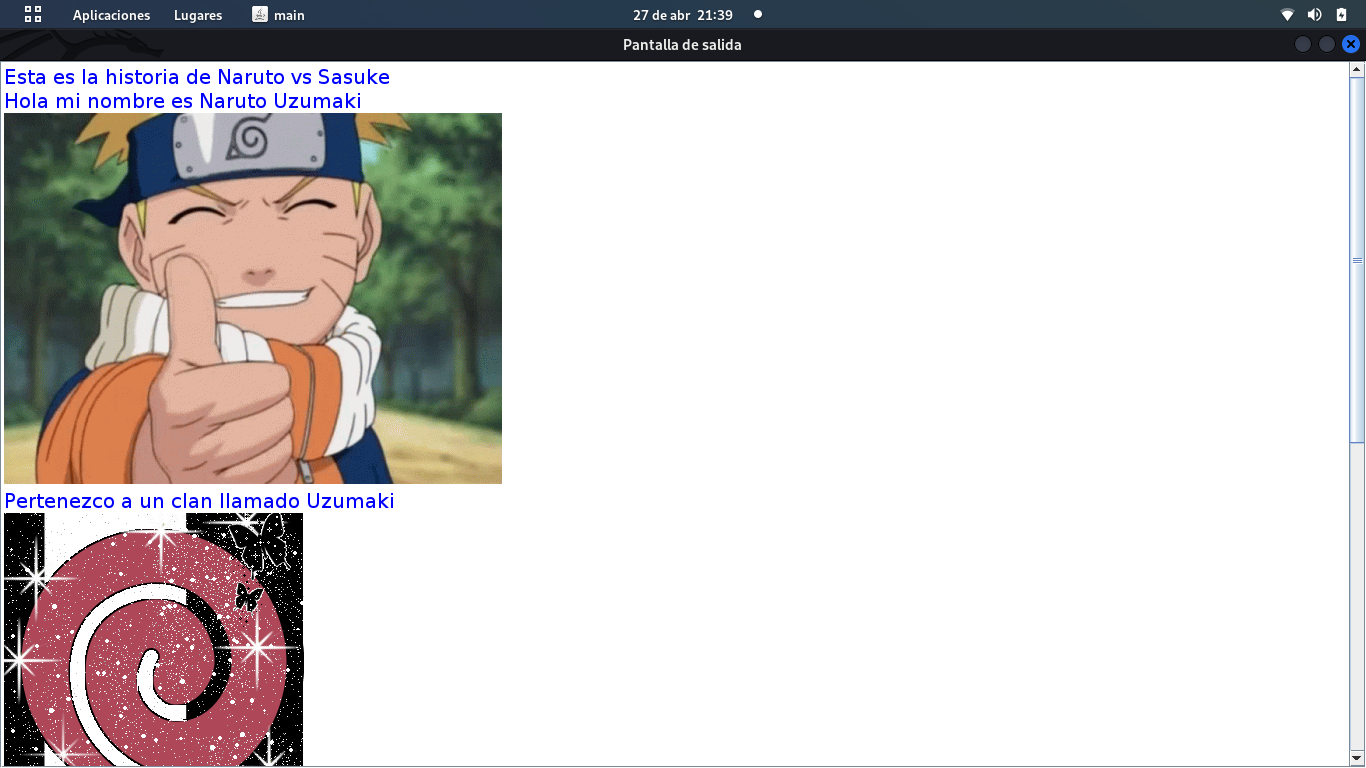 Aplicaciones Lugares main 27 de abr 21:39
Pantalla de salida
Esta es la historia de Naruto vs Sasuke
Hola mi nombre es Naruto Uzumaki
Pertenezco a un clan llamado Uzumaki